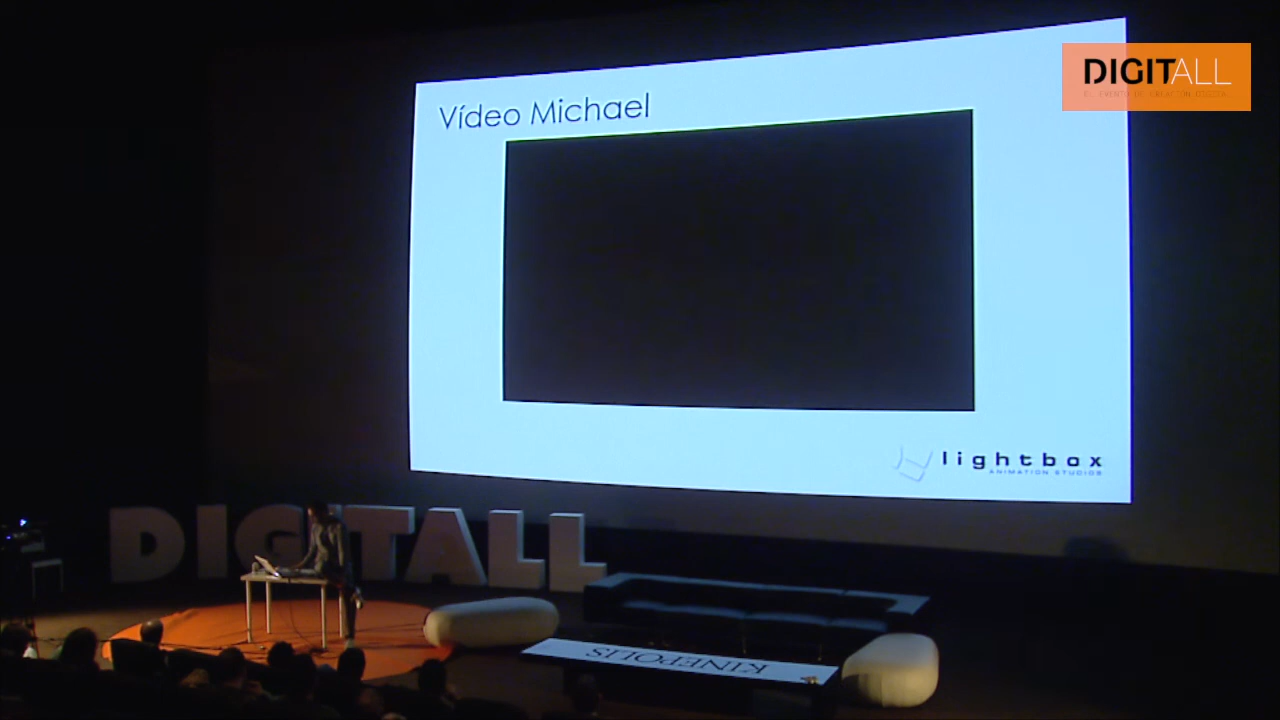 Vídeo Michael
DIGITALL
lightbox
ANIMATION STUDIOS
DIGITALL
KINEPOLIS